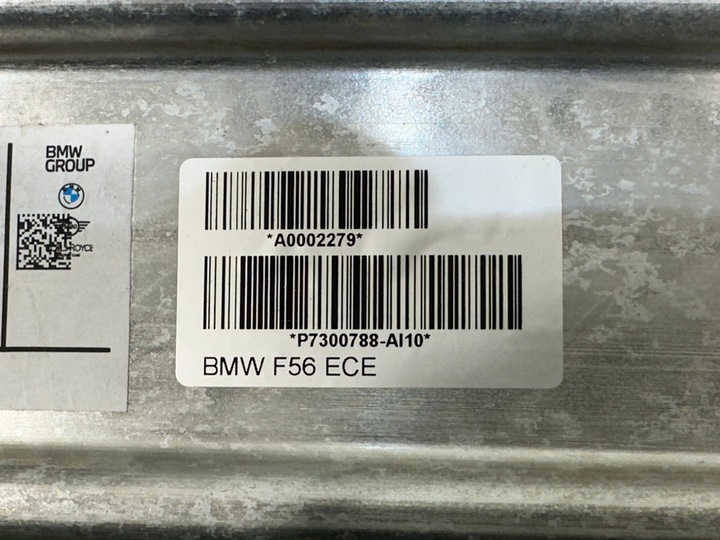 BMW
GROUP
*A0002279*
*P7300788-AI10*
BMW F56 ECE